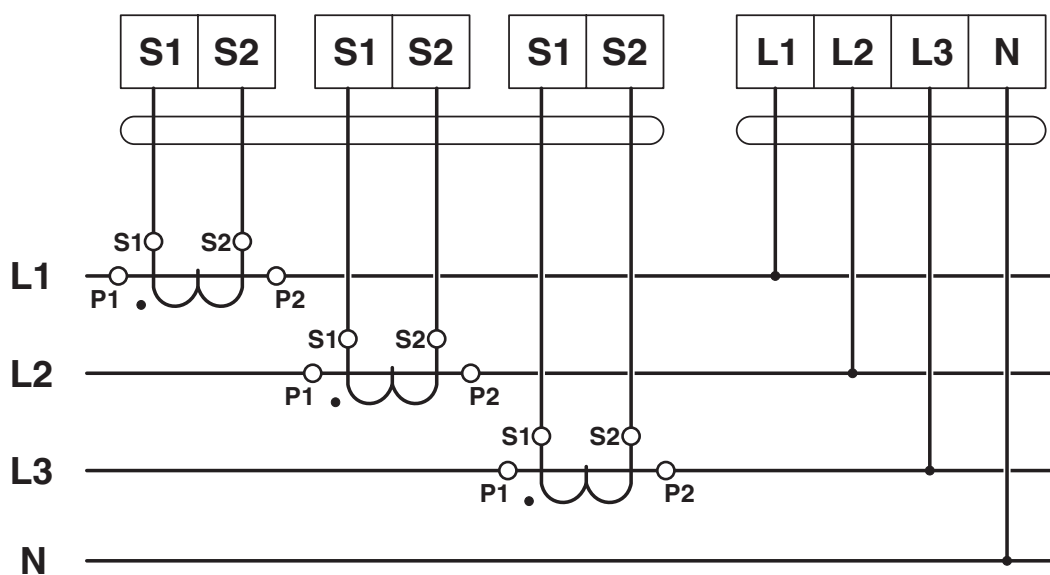 S1 S2 S1 S2 S1 S2 L1 L2 L3 N
S1 S2
L1
P1 P2
S1 S2
L2
P1 P2
S1 S2
L3
P1 P2
N